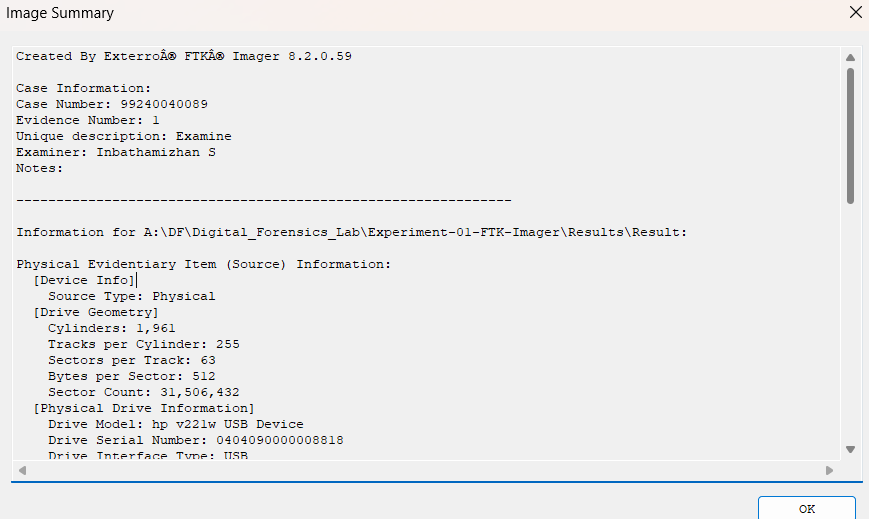 Image Summary
Created By ExterroÂ® FTKÂ® Imager 8.2.0.59
Case Information:
Case Number: 99240040089
Evidence Number: 1
Unique description: Examine
Examiner: Inbathamizhan S
Notes:
--------------------------------------------------------------
Information for A:\DF\Digital_Forensics_Lab\Experiment-01-FTK-Imager\Results\Result:
Physical Evidentiary Item (Source) Information:
[Device Info]
Source Type: Physical
[Drive Geometry]
Cylinders: 1,961
Tracks per Cylinder: 255
Sectors per Track: 63
Bytes per Sector: 512
Sector Count: 31,506,432
[Physical Drive Information]
Drive Model: hp v221w USB Device
Drive Serial Number: 0404090000008818
Drive Interface Type: USB
OK